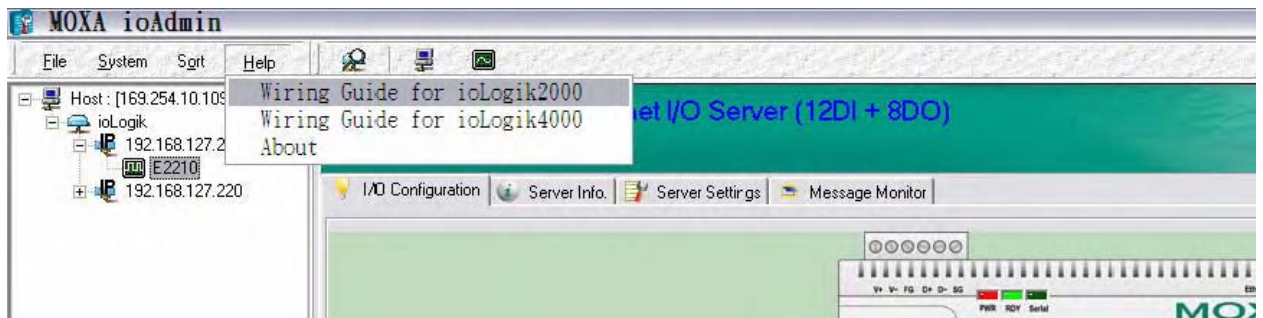 MOXA ioAdmin
File System Sort Help
Wiring Guide for ioLogik2000
Wiring Guide for ioLogik4000
About
Host : [169.254.10.109
ioLogik
192.168.127.2
E2210
192.168.127.220
et I/O Server (12DI + 8DO)
I/O Configuration Server Info. Server Settings Message Monitor
V+ V- FG D+ D- SG
PWR RDY Serial
MO